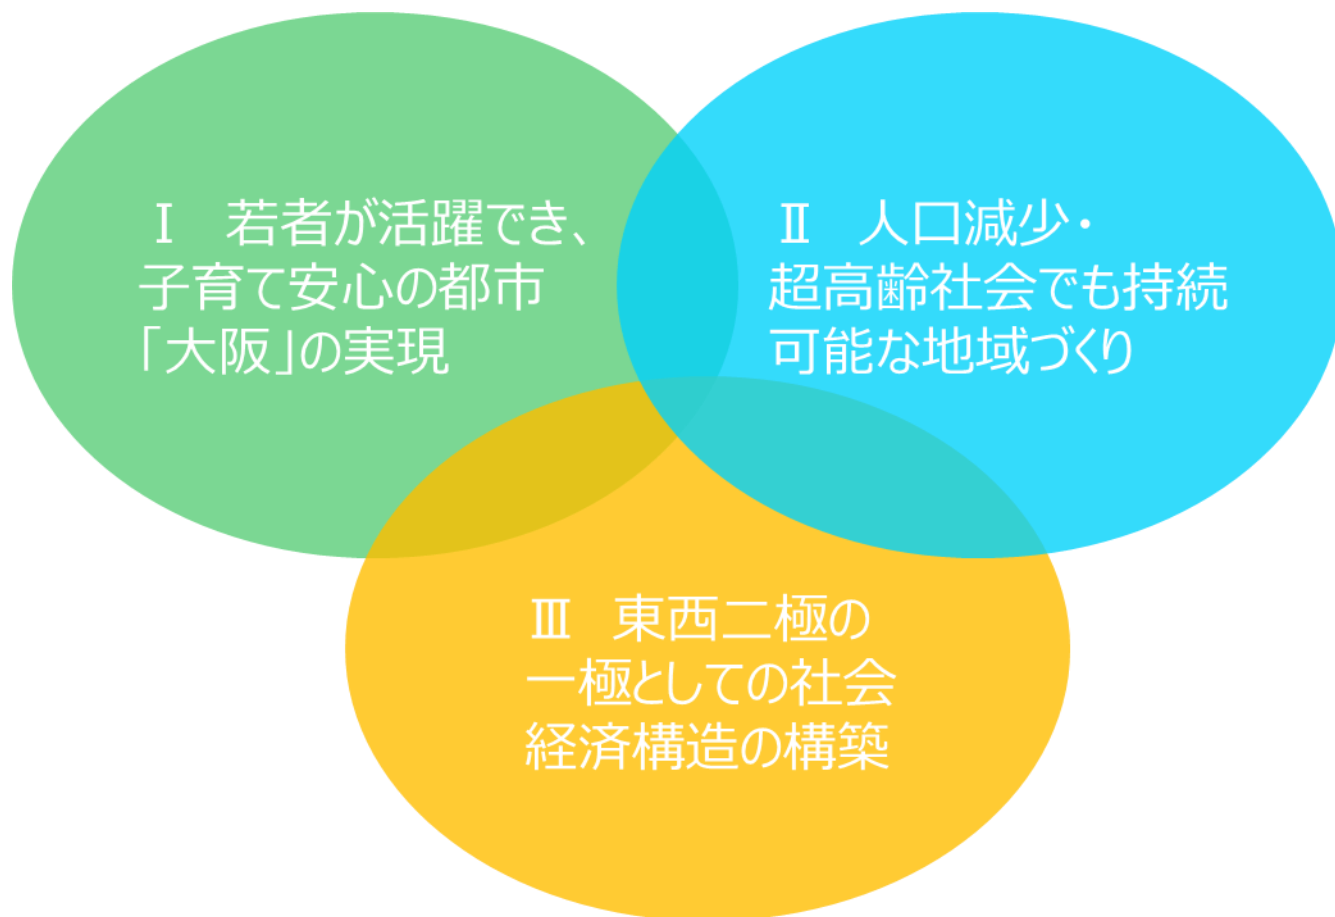 Ⅰ　若者が活躍でき、
子育て安心の都市
「大阪」の実現
Ⅱ　人口減少・
超高齢社会でも持続
可能な地域づくり
Ⅲ　東西二極の
一極としての社会
経済構造の構築